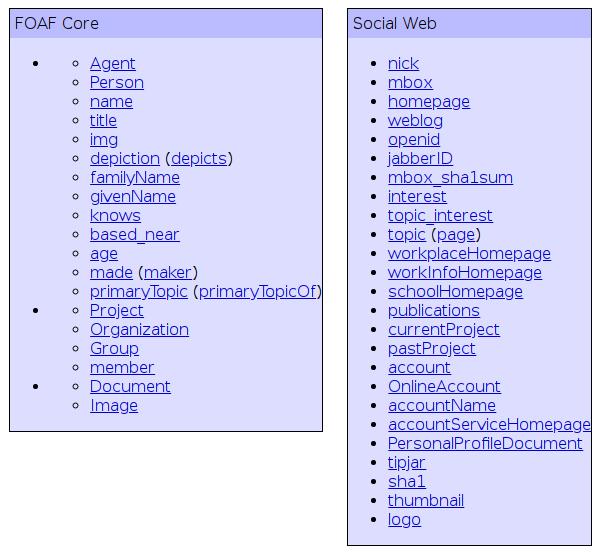 FOAF Core
Agent
Person
name
title
img
depiction (depicts)
familyName
givenName
knows
based_near
age
made (maker)
primaryTopic (primaryTopicOf)
Project
Organization
Group
member
Document
Image
Social Web
nick
mbox
homepage
weblog
openid
jabberID
mbox_sha1sum
interest
topic_interest
topic (page)
workplaceHomepage
workInfoHomepage
schoolHomepage
publications
currentProject
pastProject
account
OnlineAccount
accountName
accountServiceHomepage
PersonalProfileDocument
tipjar
sha1
thumbnail
logo